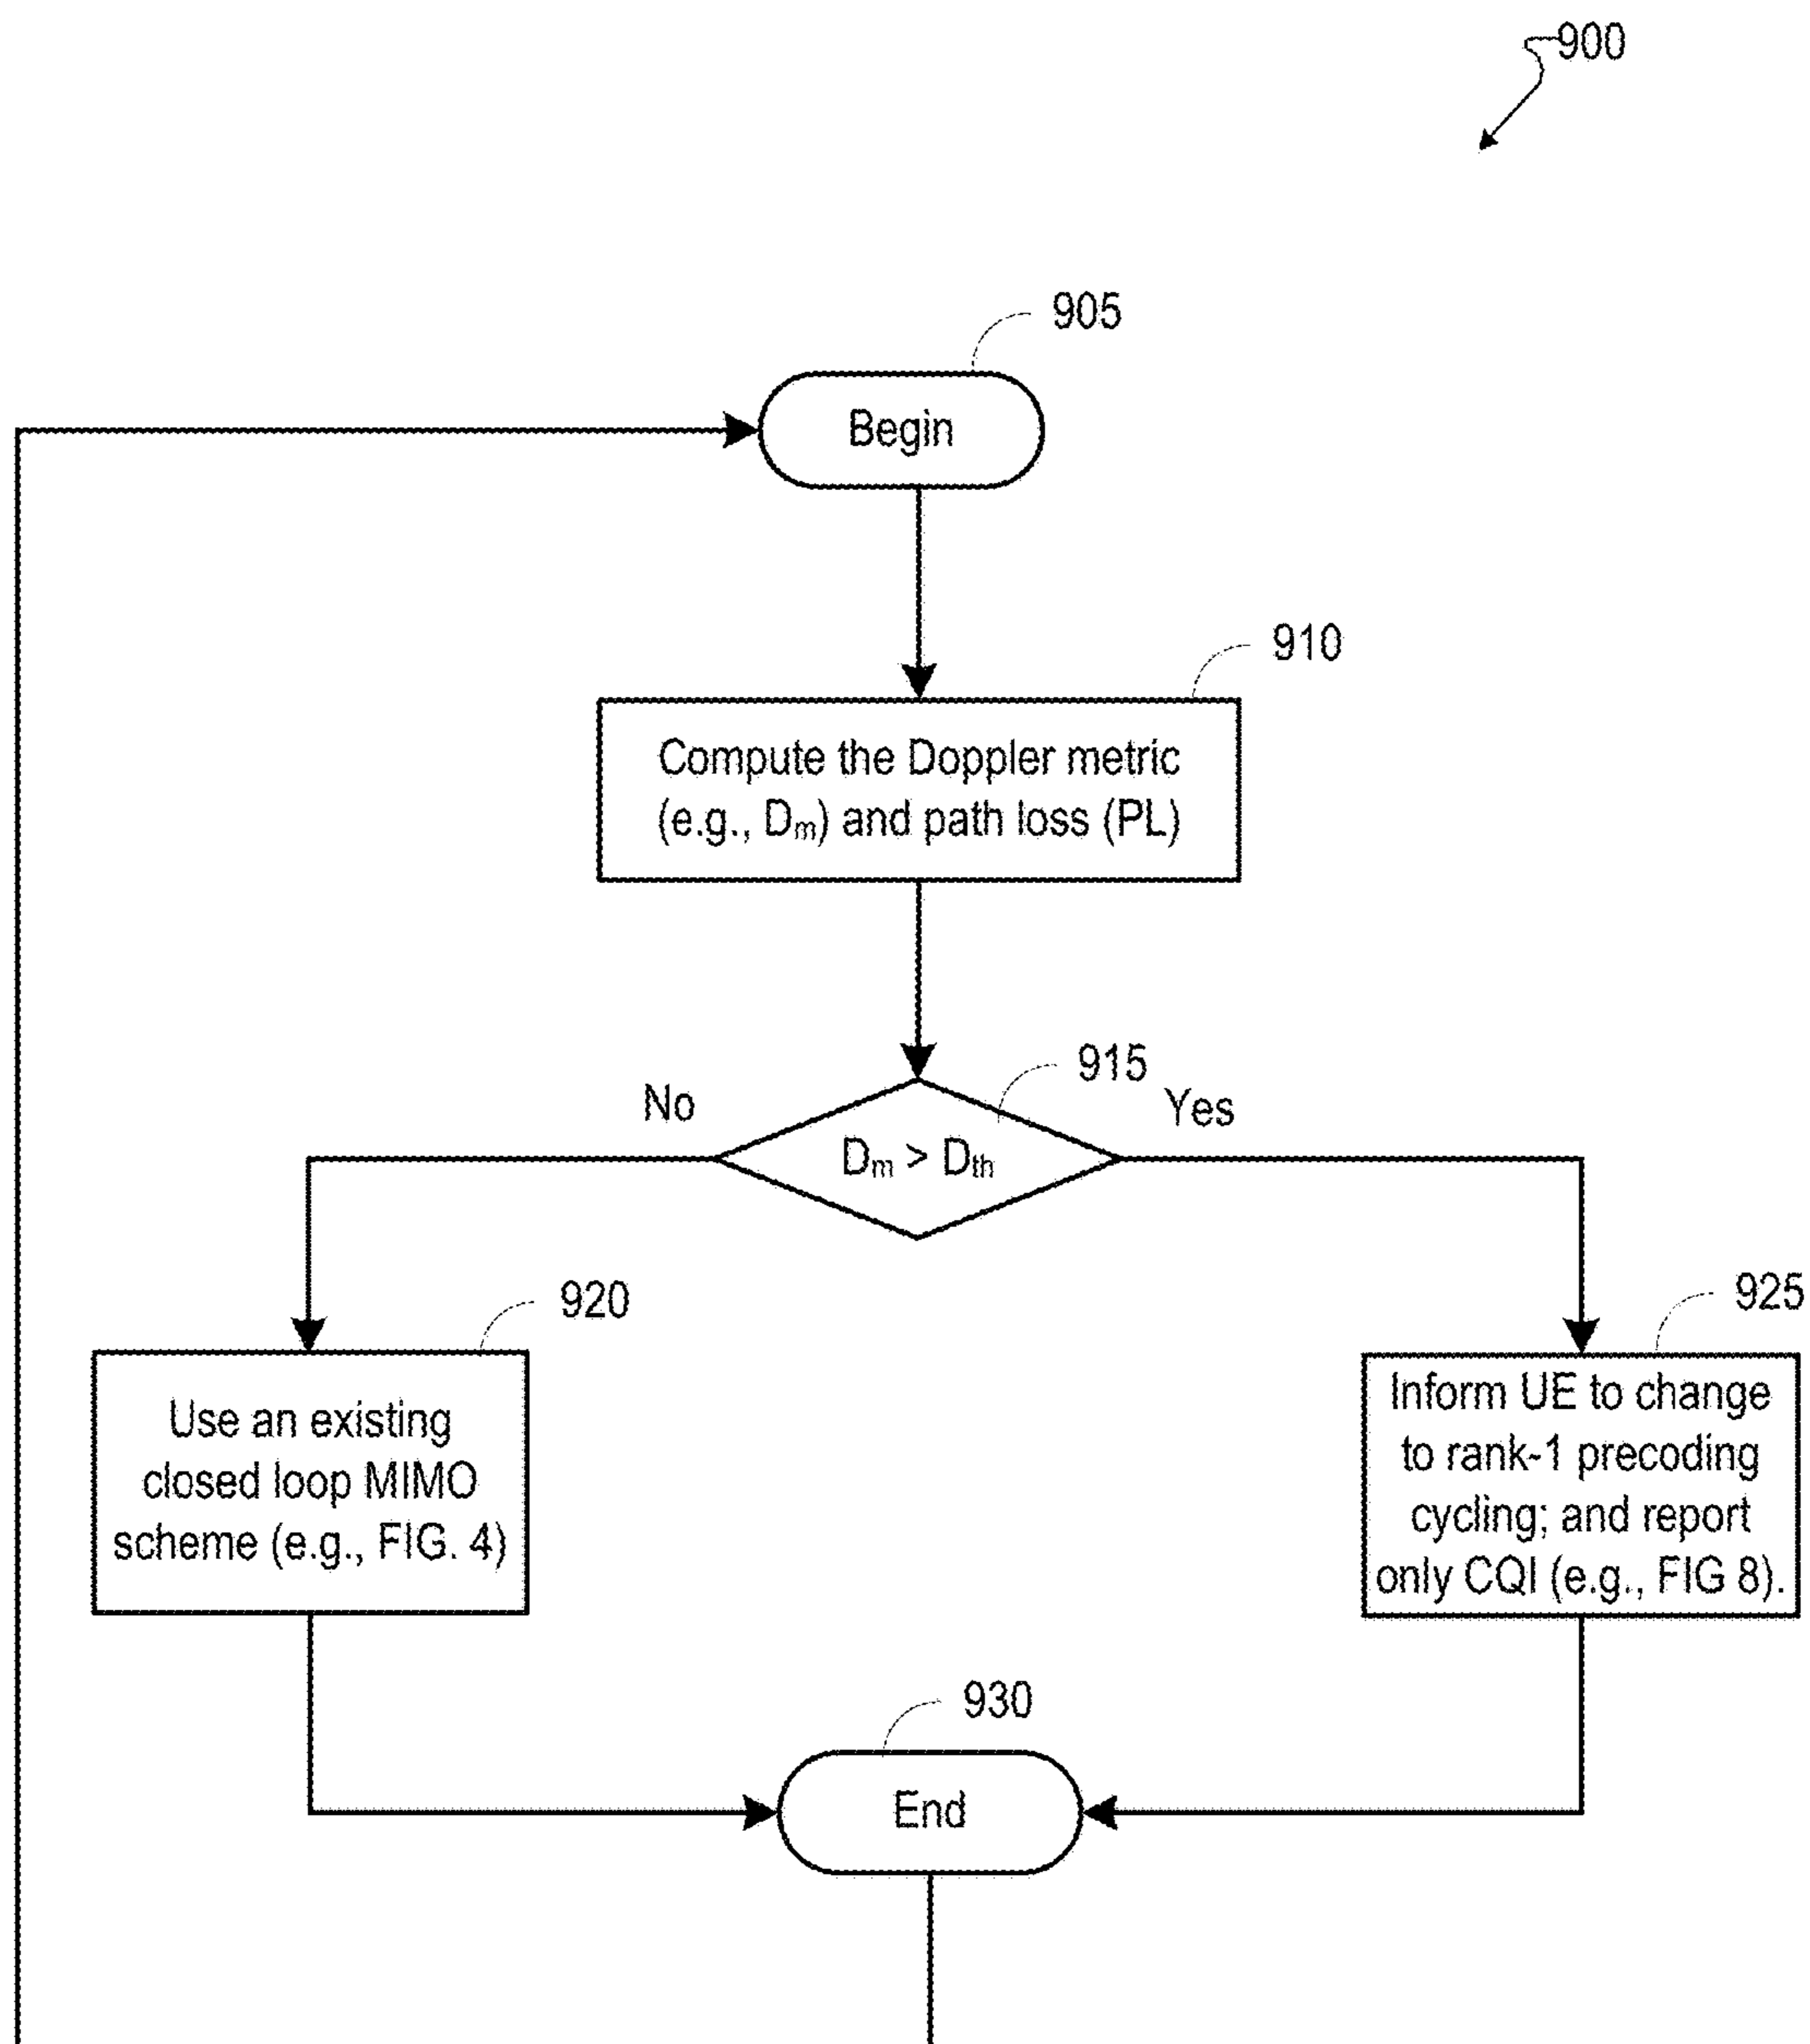 900
905
Begin
910
Compute the Doppler metric
(e.g., Dm) and path loss (PL)
915
No
Yes
Dm > Dth
920
925
Use an existing
closed loop MIMO
scheme (e.g., FIG. 4)
Inform UE to change
to rank-1 precoding
cycling; and report
only CQI (e.g., FIG 8).
930
End